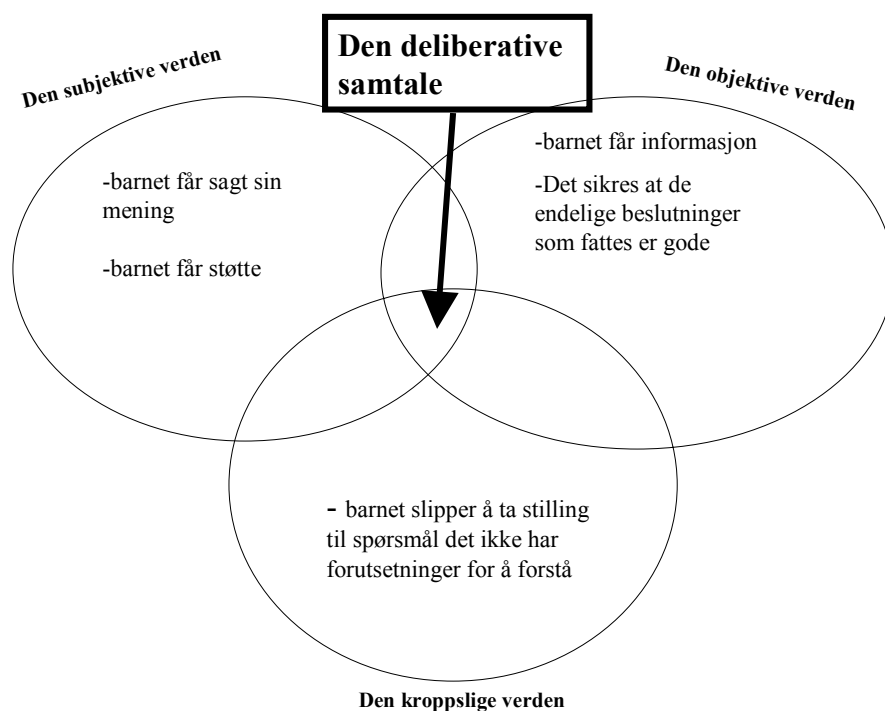 Den deliberative
samtale
Den subjektive verden
Den objektive verden
-barnet får sagt sin
mening
-barnet får støtte
-barnet får informasjon
-Det sikres at de
endelige beslutninger
som fattes er gode
- barnet slipper å ta stilling
til spørsmål det ikke har
forutsetninger for å forstå
Den kroppslige verden